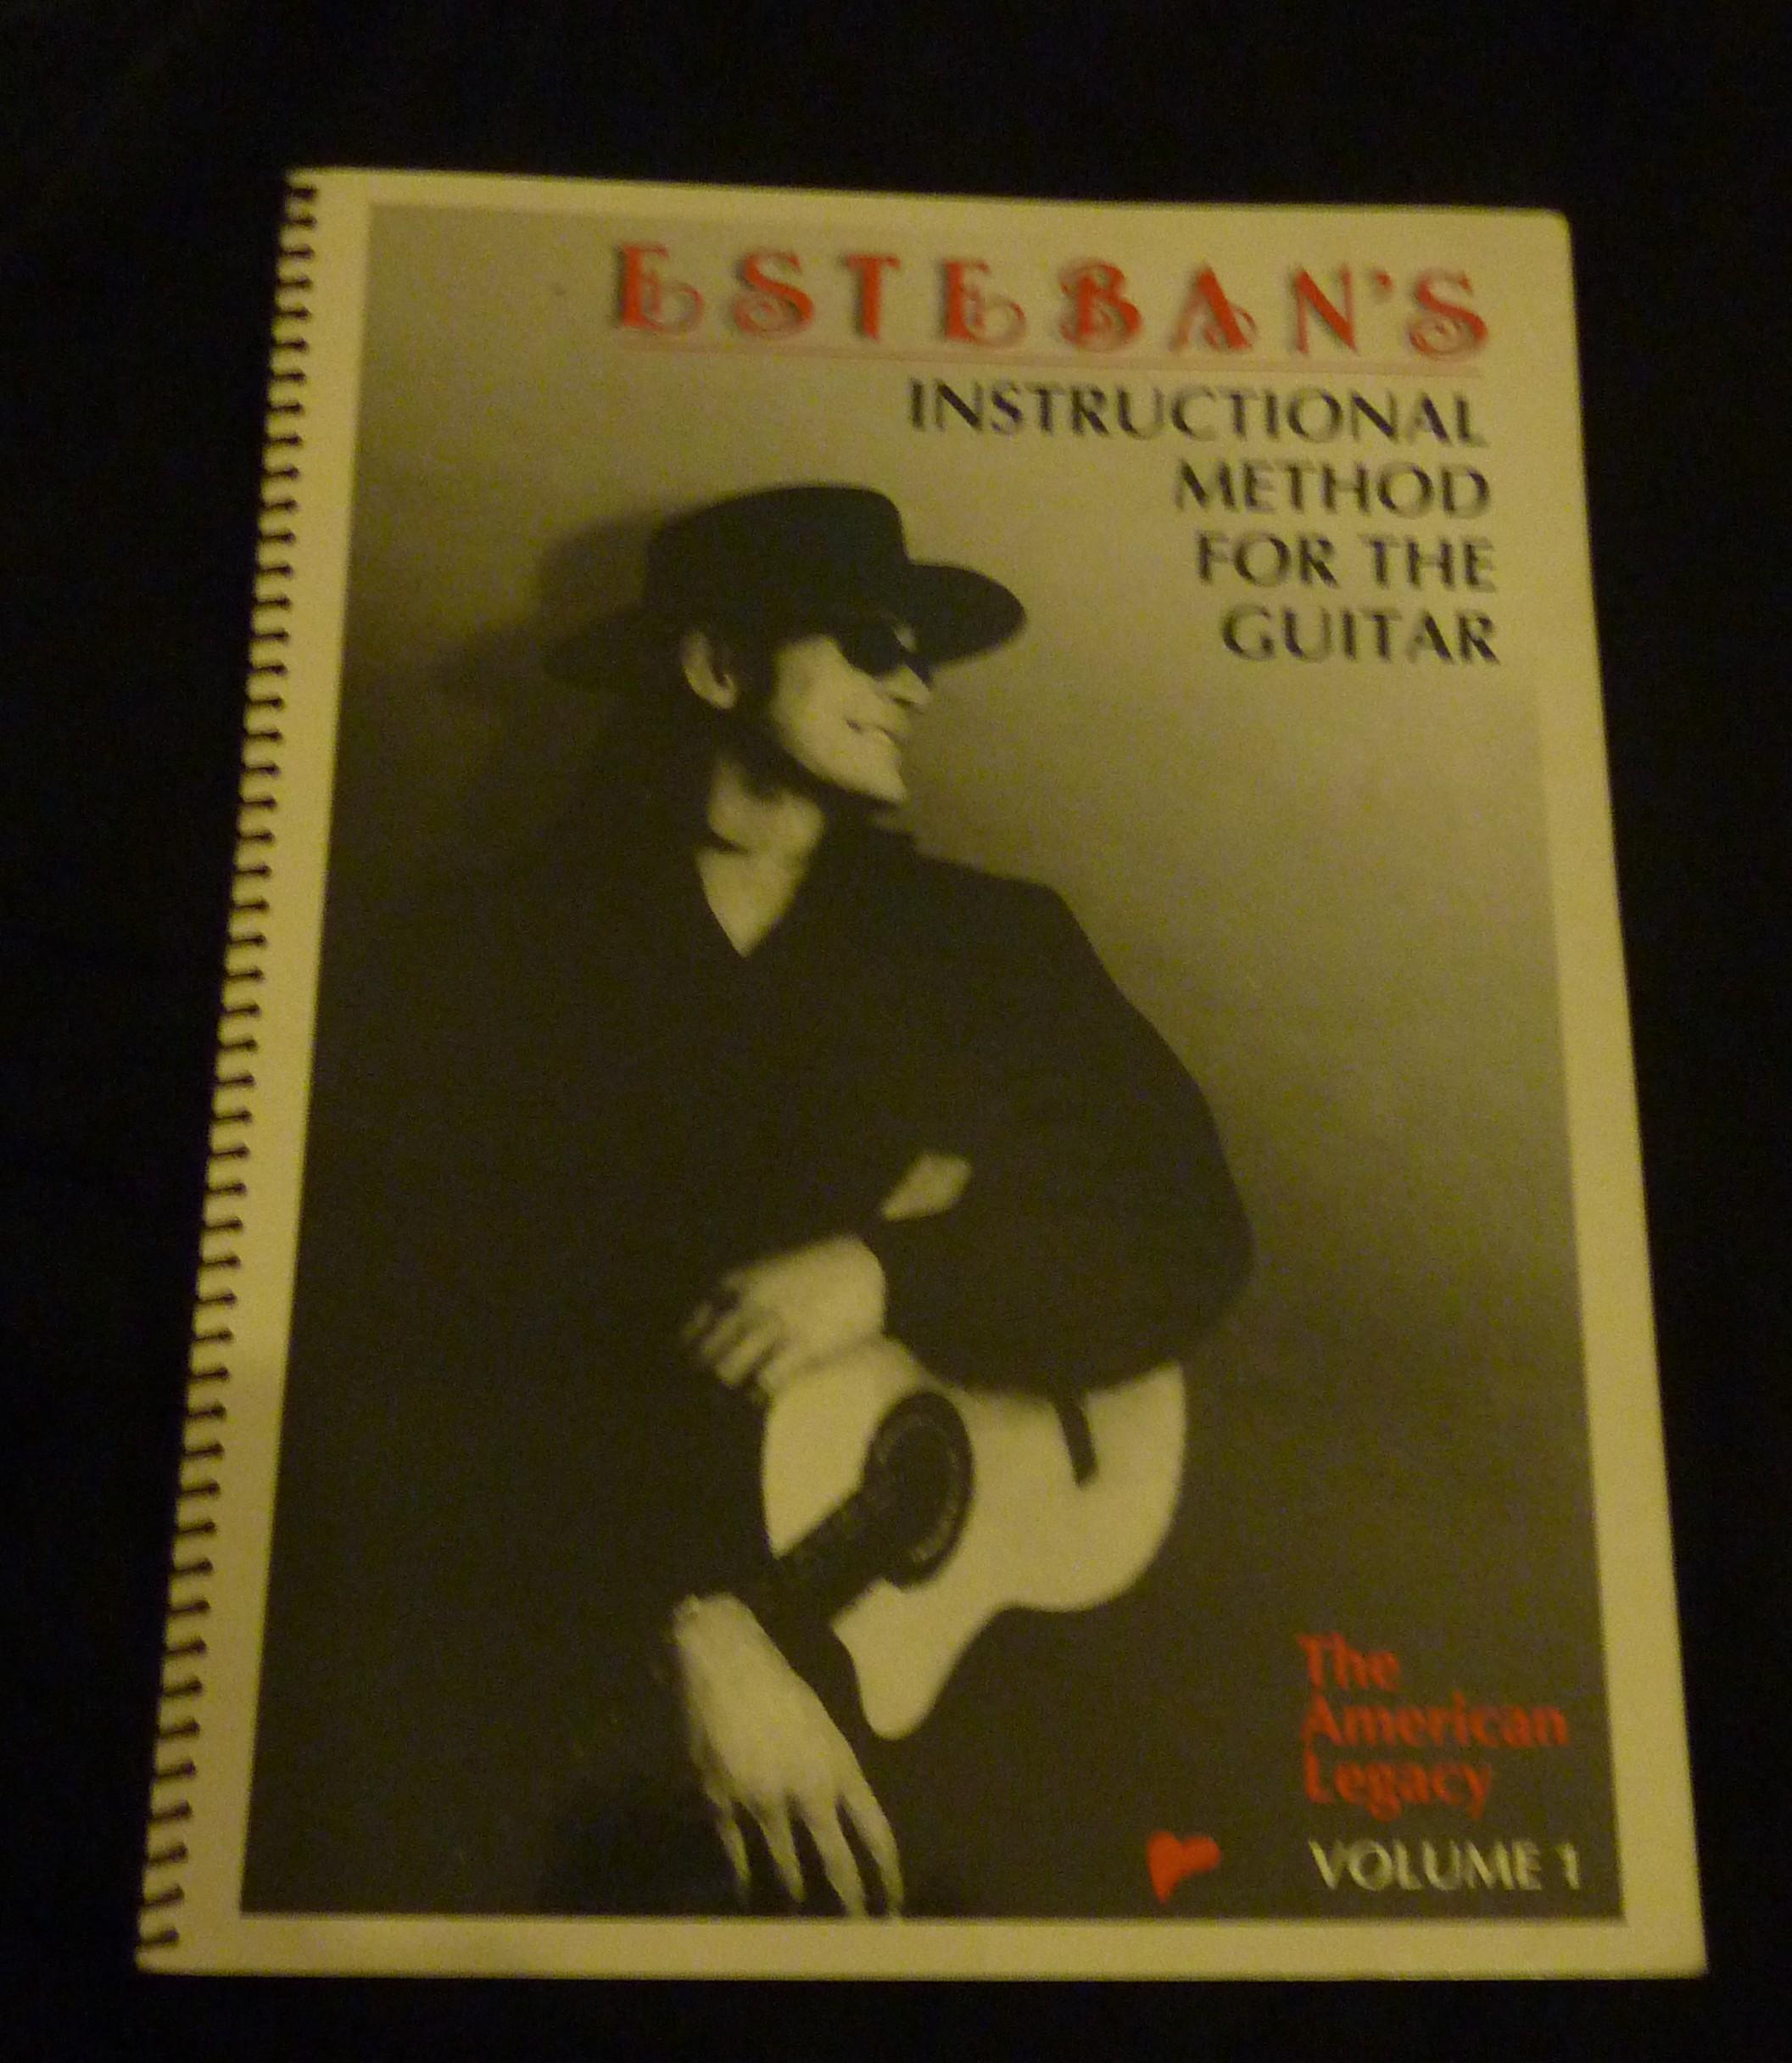 ESTEBAN'S
INSTRUCTIONAL
METHOD
FOR THE
GUITAR
The
American
Legacy
VOLUME 1